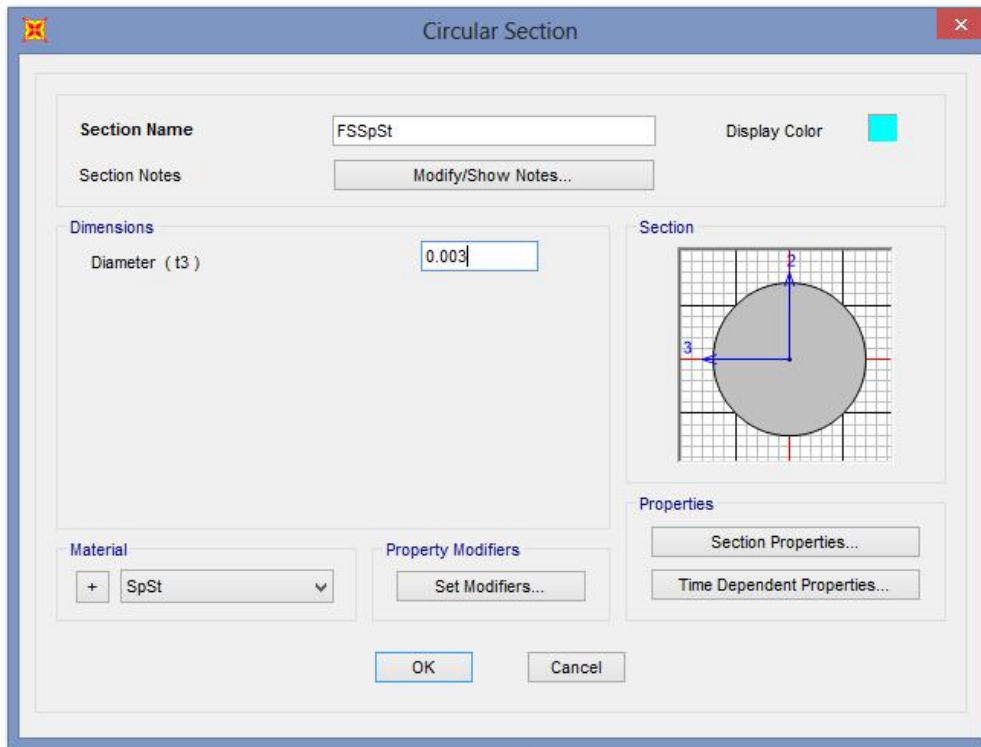 Circular Section
×
Section Name
FSSpSt
Display Color
Section Notes
Modify/Show Notes...
Dimensions
Diameter ( t3 )
0.003
Section
2
3
Properties
Section Properties...
Time Dependent Properties...
Material
+
SpSt
Property Modifiers
Set Modifiers...
OK
Cancel